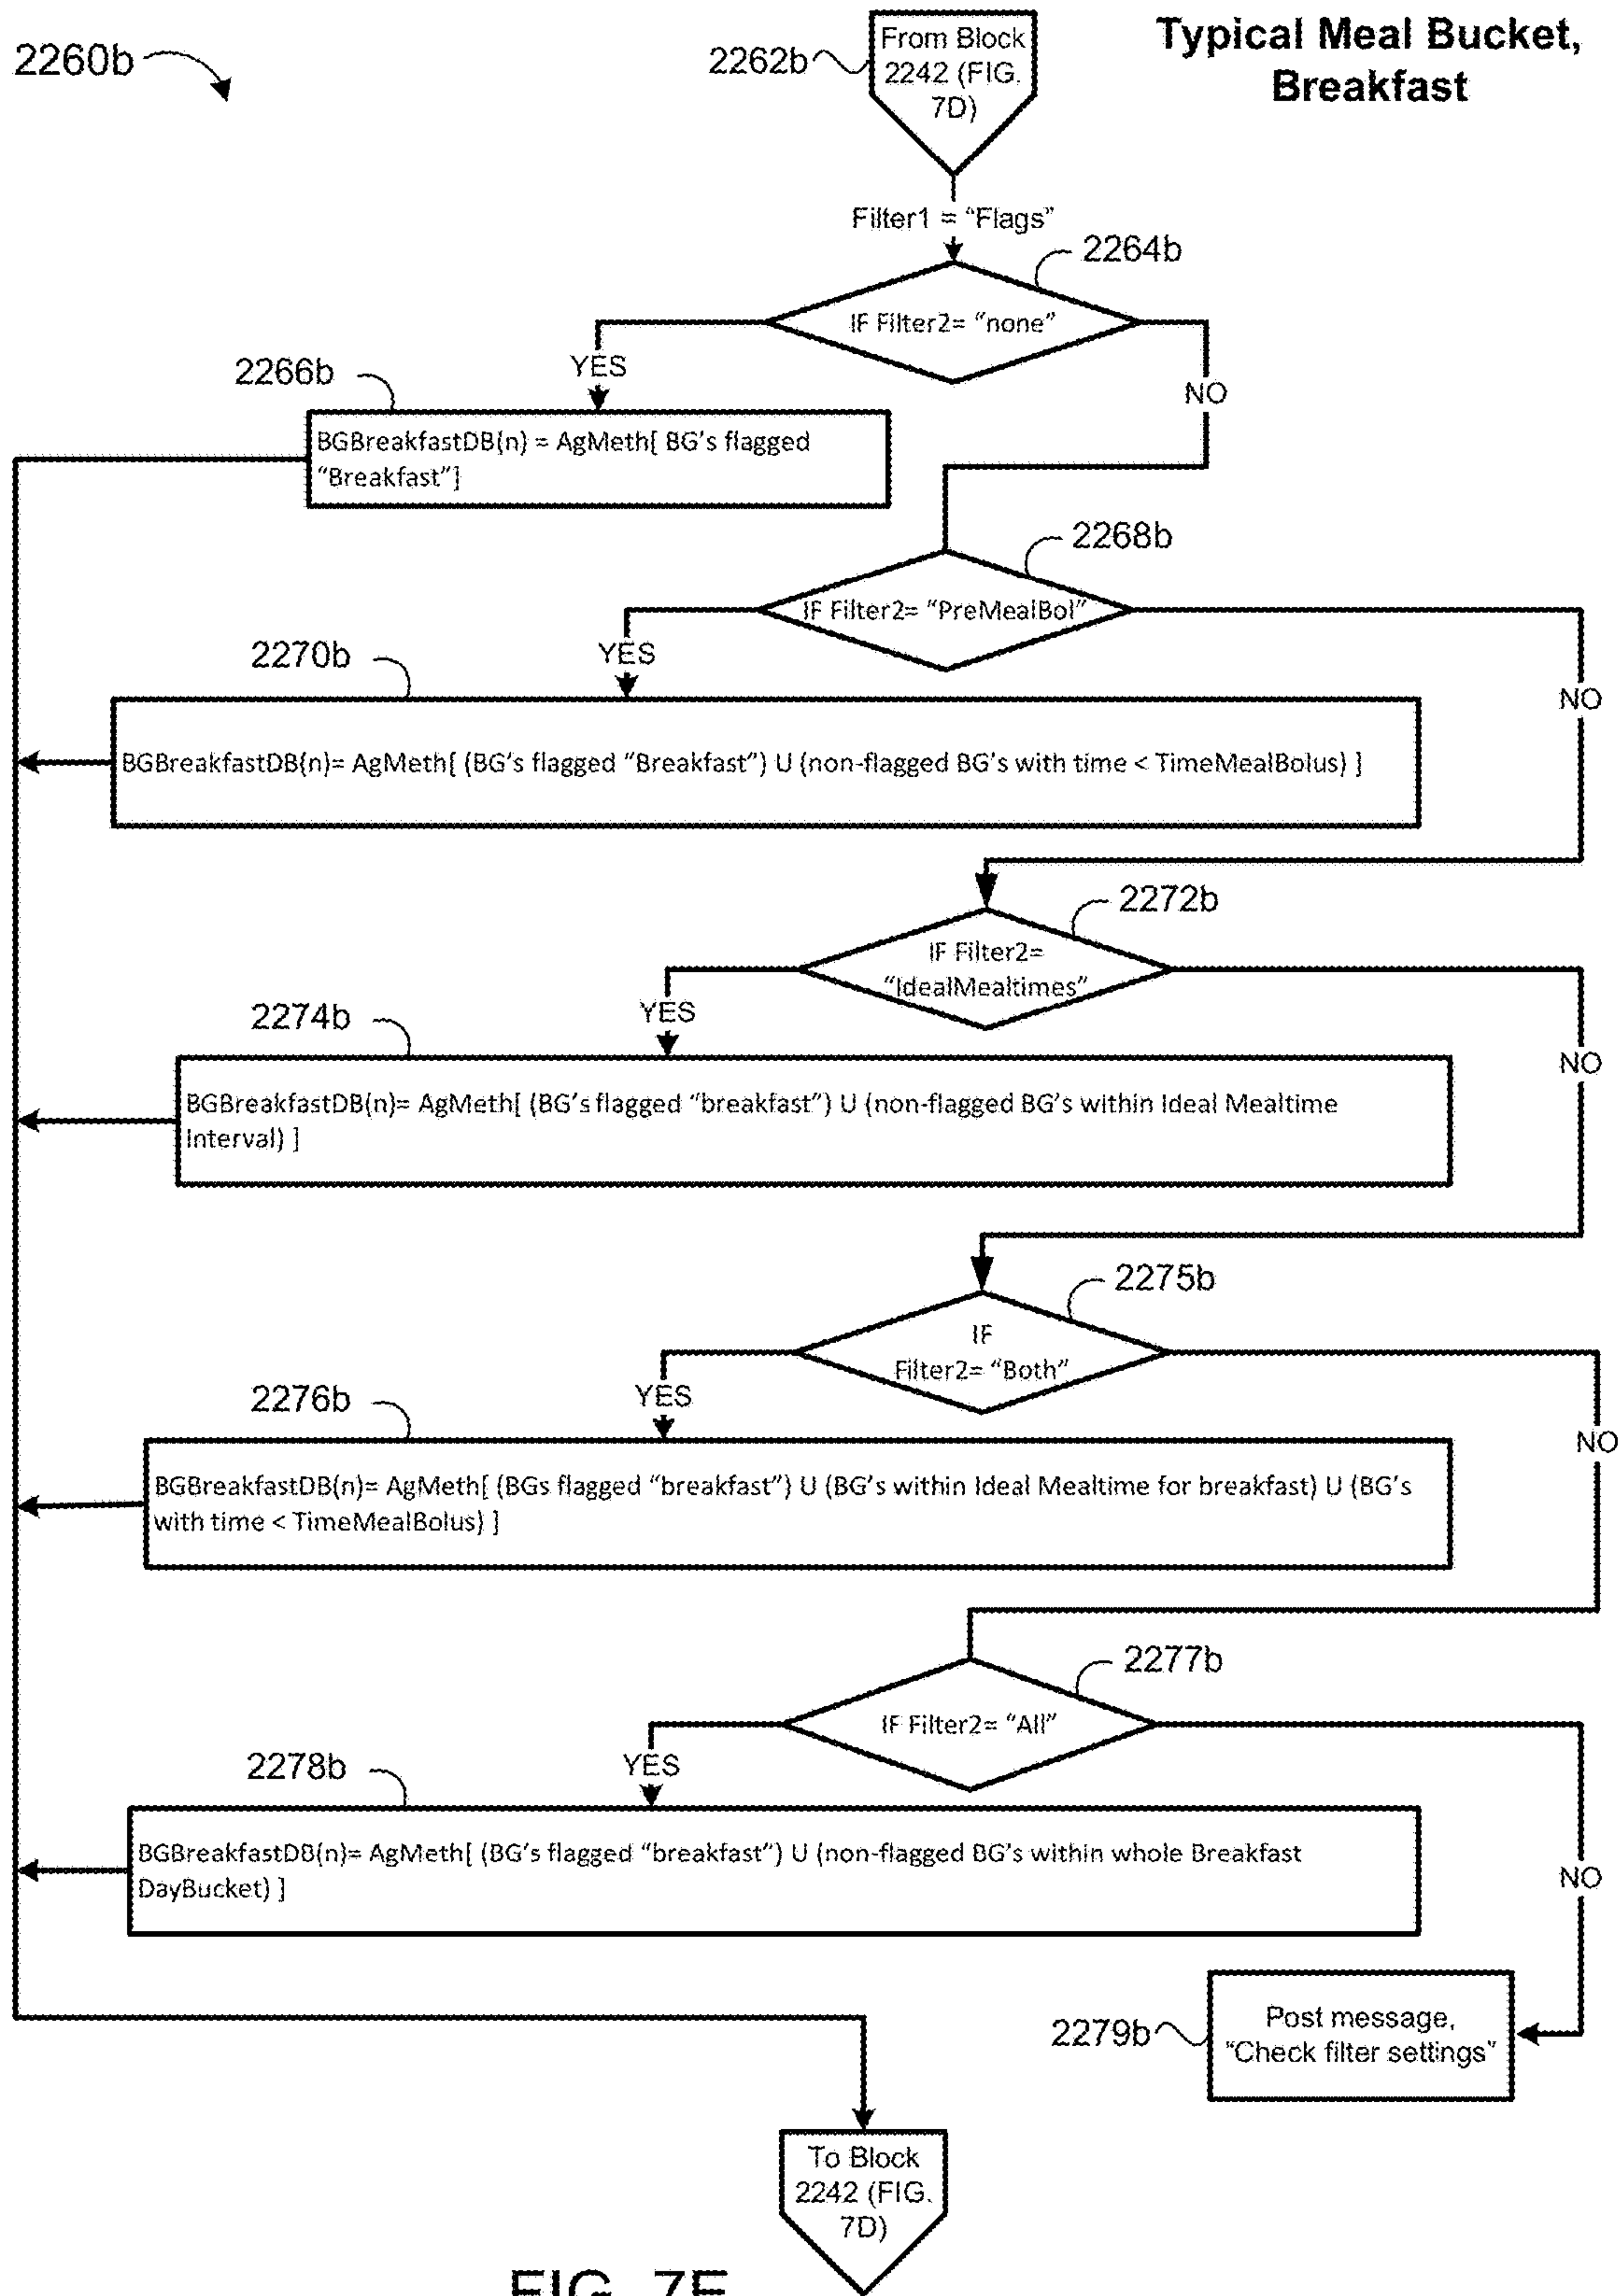 2260b
2262b
From Block
2242 (FIG.
7D)
Typical Meal Bucket,
Breakfast
Filter1 = “Flags”
2264b
IF Filter2= “none”
YES
NO
2266b
BGBreakfastDB(n) = AgMeth[ BG's flagged
“Breakfast”]
2268b
IF Filter2= “PreMealBol”
YES
NO
2270b
BGBreakfastDB(n)= AgMeth[ (BG's flagged “Breakfast”) U (non-flagged BG's with time < TimeMealBolus) ]
2272b
IF Filter2=
“IdealMealtimes”
YES
NO
2274b
BGBreakfastDB(n)= AgMeth[ (BG's flagged “breakfast”) U (non-flagged BG's within Ideal Mealtime
Interval) ]
2275b
IF
Filter2= “Both”
YES
NO
2276b
BGBreakfastDB(n)= AgMeth[ (BGs flagged “breakfast”) U (BG's within Ideal Mealtime for breakfast) U (BG's
with time < TimeMealBolus) ]
2277b
IF Filter2= “All”
YES
NO
2278b
BGBreakfastDB(n)= AgMeth[ (BG's flagged “breakfast”) U (non-flagged BG's within whole Breakfast
DayBucket) ]
2279b
Post message,
“Check filter settings”
To Block
2242 (FIG.
7D)
FIG. 7E